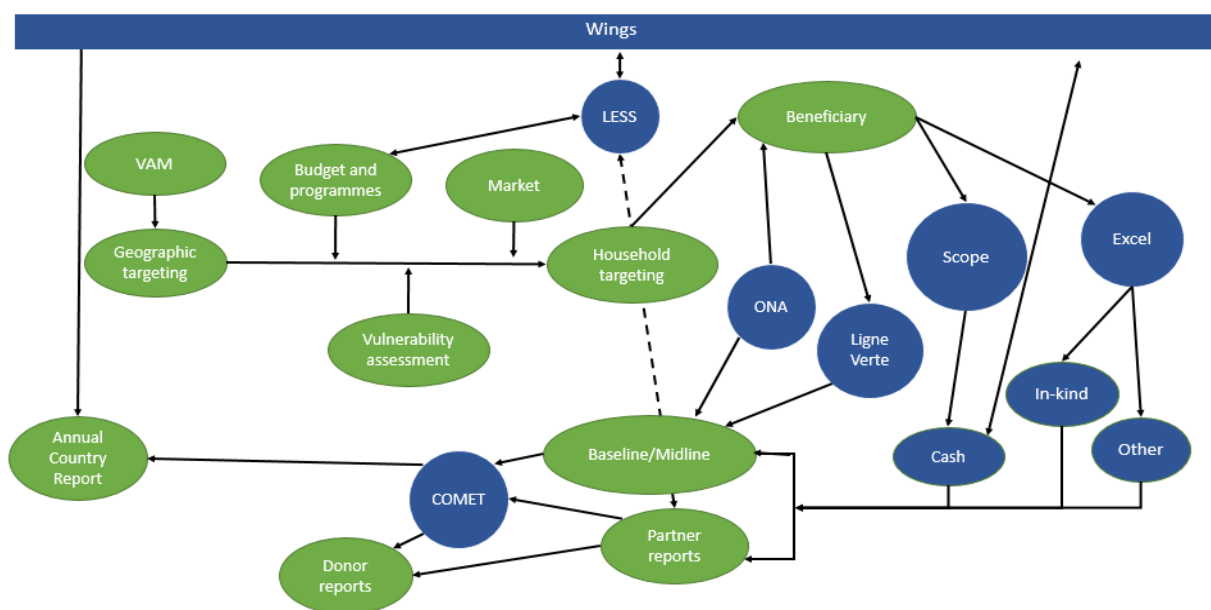 Wings
LESS
Beneficiary
VAM
Budget and
programmes
Market
Geographic
targeting
Household
targeting
Scope
Excel
ONA
Vulnerability
assessment
Ligne
Verte
In-kind
Annual
Country
Report
Baseline/Midline
Cash
Other
COMET
Partner
reports
Donor
reports